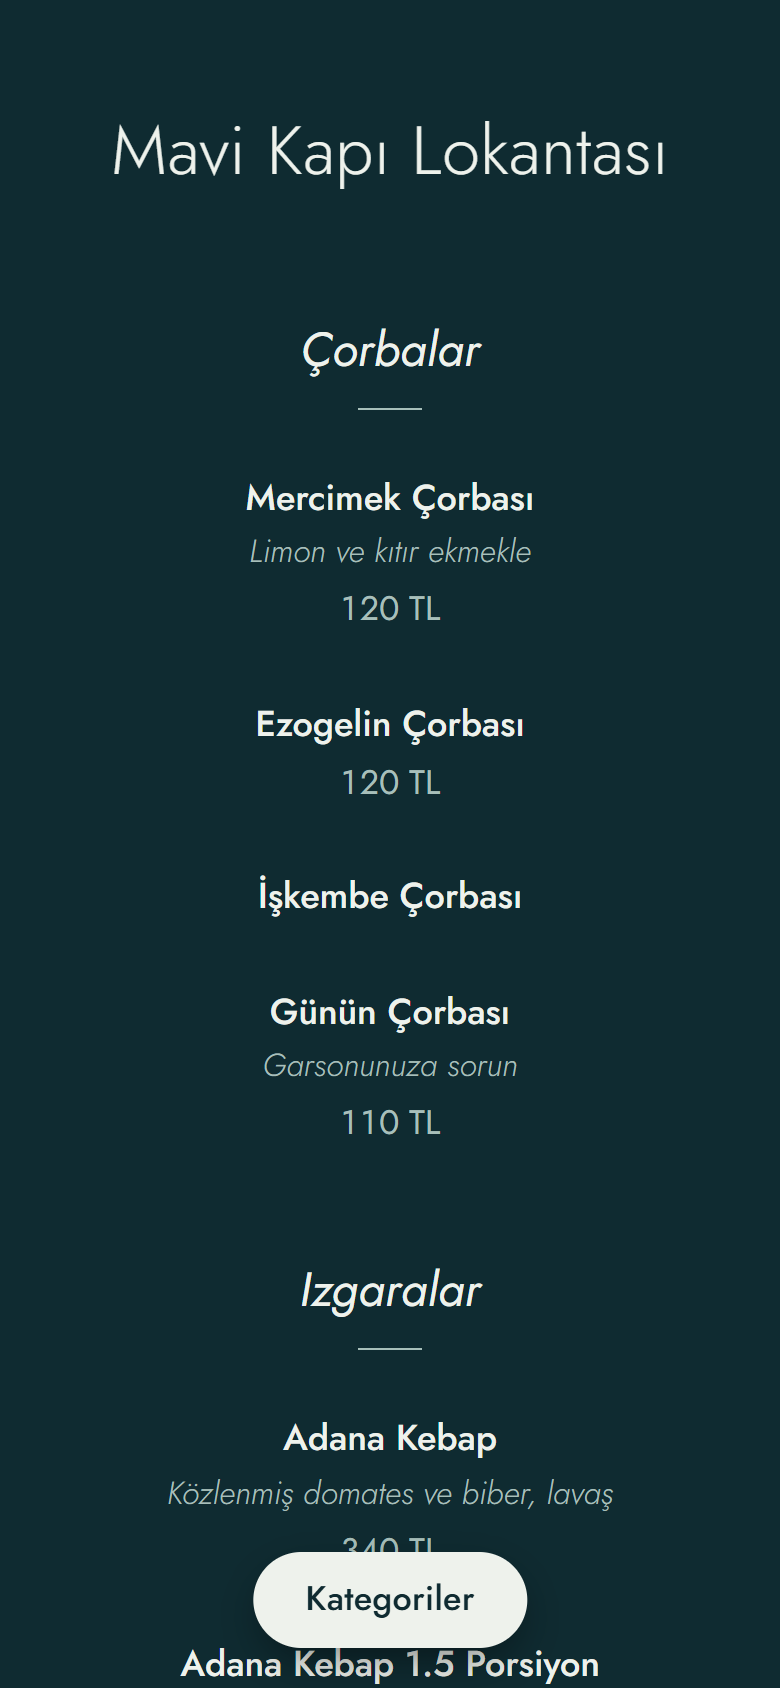 Mavi Kapı Lokantası
Çorbalar
Mercimek Çorbası
Limon ve kıtır ekmekle
120 TL
Ezogelin Çorbası
120 TL
İşkembe Çorbası
Günün Çorbası
Garsonunuza sorun
110 TL
Izgaralar
Adana Kebap
Közlenmiş domates ve biber, lavaş
340 TL
Kategoriler
Adana Kebap 1.5 Porsiyon